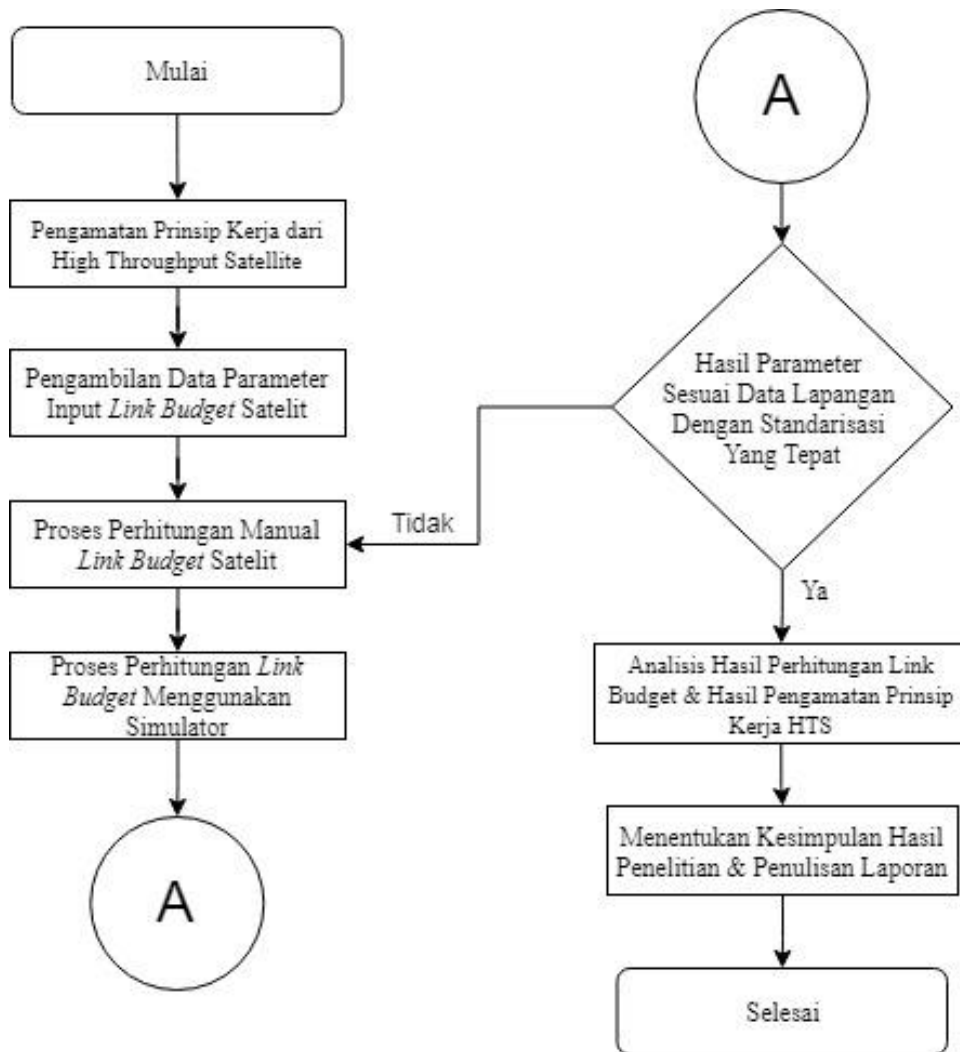 Mulai
Pengamatan Prinsip Kerja dari
High Throughput Satellite
Pengambilan Data Parameter
Input Link Budget Satelit
Proses Perhitungan Manual
Link Budget Satelit
Proses Perhitungan Link
Budget Menggunakan
Simulator
A
A
Hasil Parameter
Sesuai Data Lapangan
Dengan Standarisasi
Yang Tepat
Tidak
Ya
Analisis Hasil Perhitungan Link
Budget & Hasil Pengamatan Prinsip
Kerja HTS
Menentukan Kesimpulan Hasil
Penelitian & Penulisan Laporan
Selesai